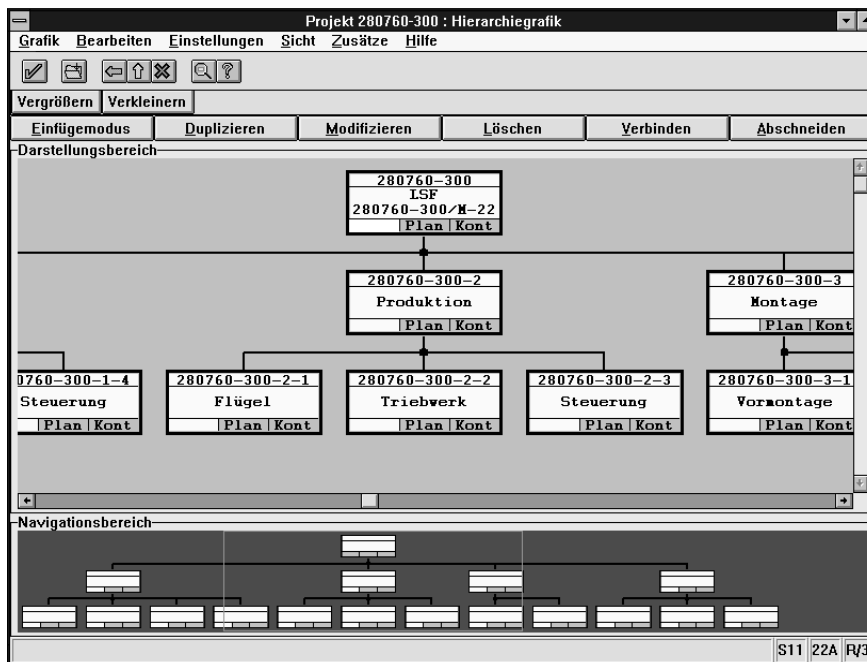 Projekt 280760-300 : Hierarchiegrafik
Grafik Bearbeiten Einstellungen Sicht Zusätze Hilfe
Vergrößern Verkleinern
Einfügemodus Duplizieren Modifizieren Löschen Verbinden Abschneiden
Darstellungsbereich
280760-300
LSF
280760-300/M-22
Plan Kont
280760-300-2
Produktion
Plan Kont
280760-300-3
Montage
Plan Kont
0760-300-1-4
Steuerung
Plan Kont
280760-300-2-1
Flügel
Plan Kont
280760-300-2-2
Triebwerk
Plan Kont
280760-300-2-3
Steuerung
Plan Kont
280760-300-3-1
Vormontage
Plan Kont
Navigationsbereich
S11 22A R/3